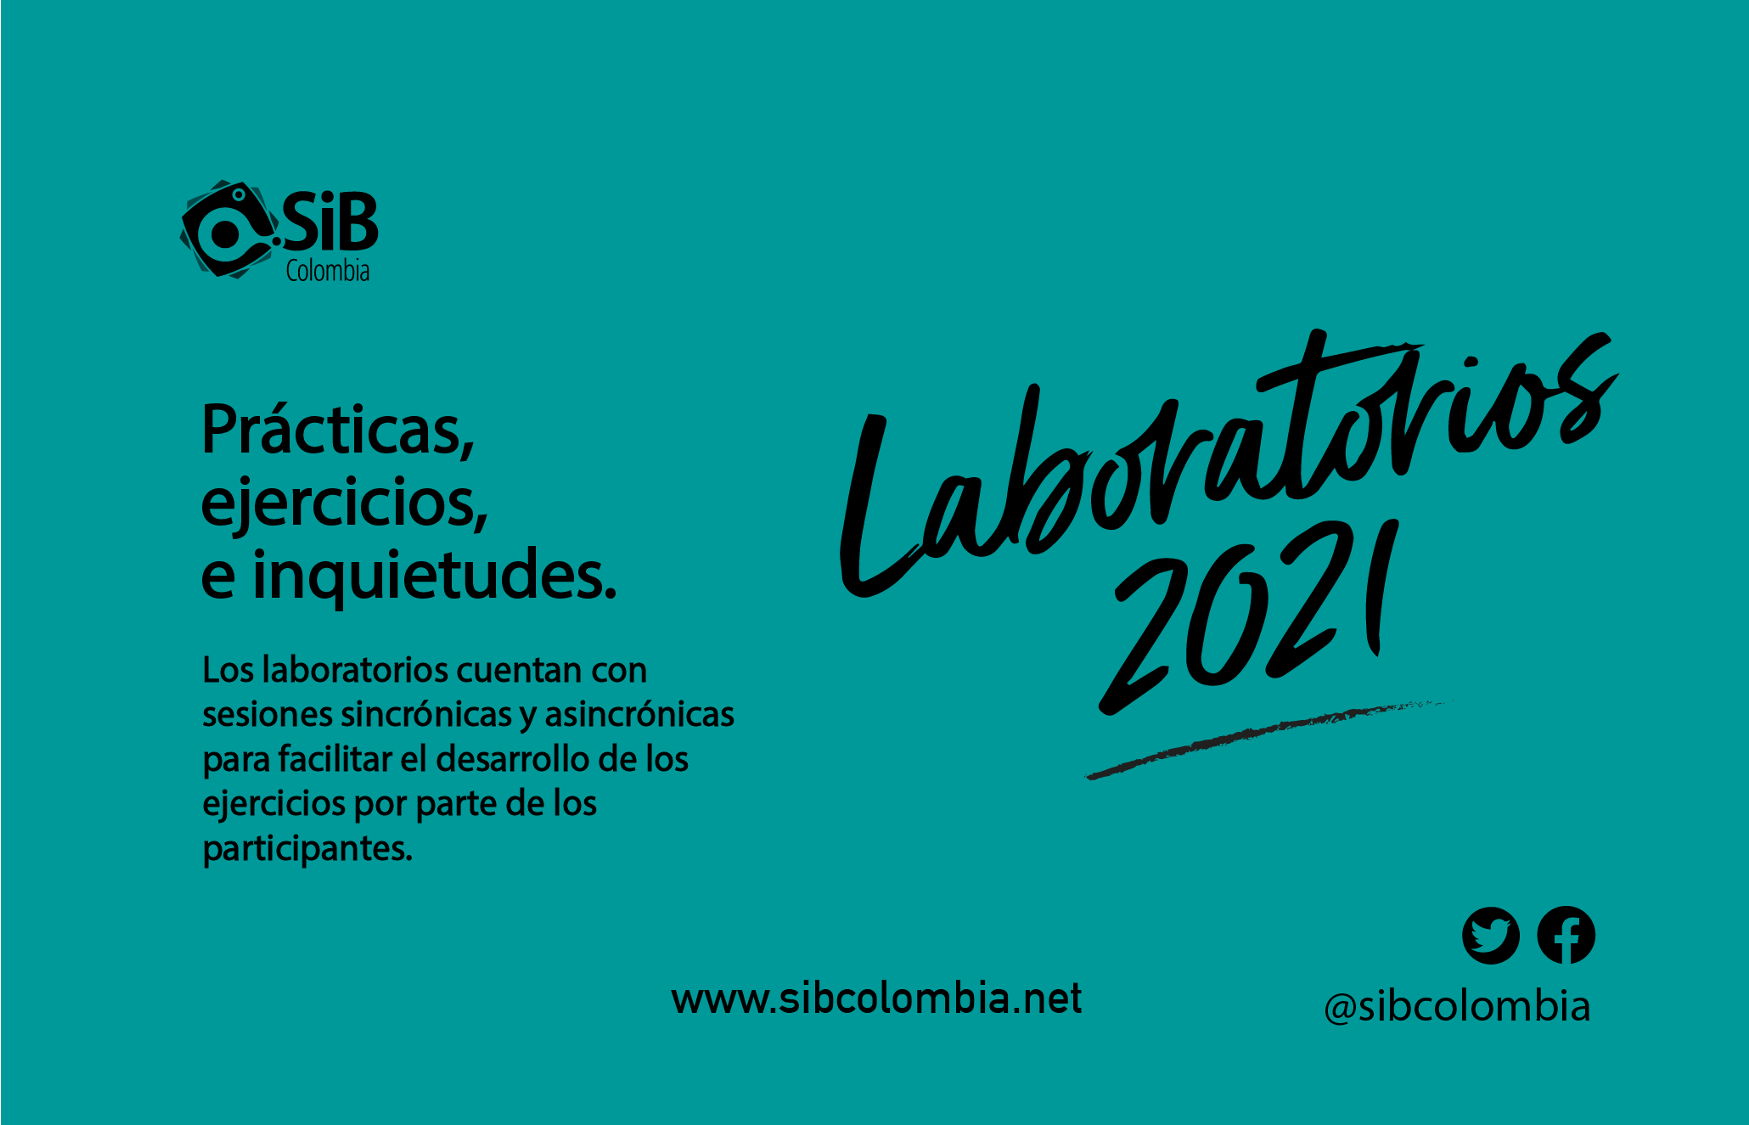 SiB
Colombia
Prácticas,
ejercicios,
e inquietudes.
Los laboratorios cuentan con
sesiones sincrónicas y asincrónicas
para facilitar el desarrollo de los
ejercicios por parte de los
participantes.
Laboratorios
2021
www.sibcolombia.net
@sibcolombia